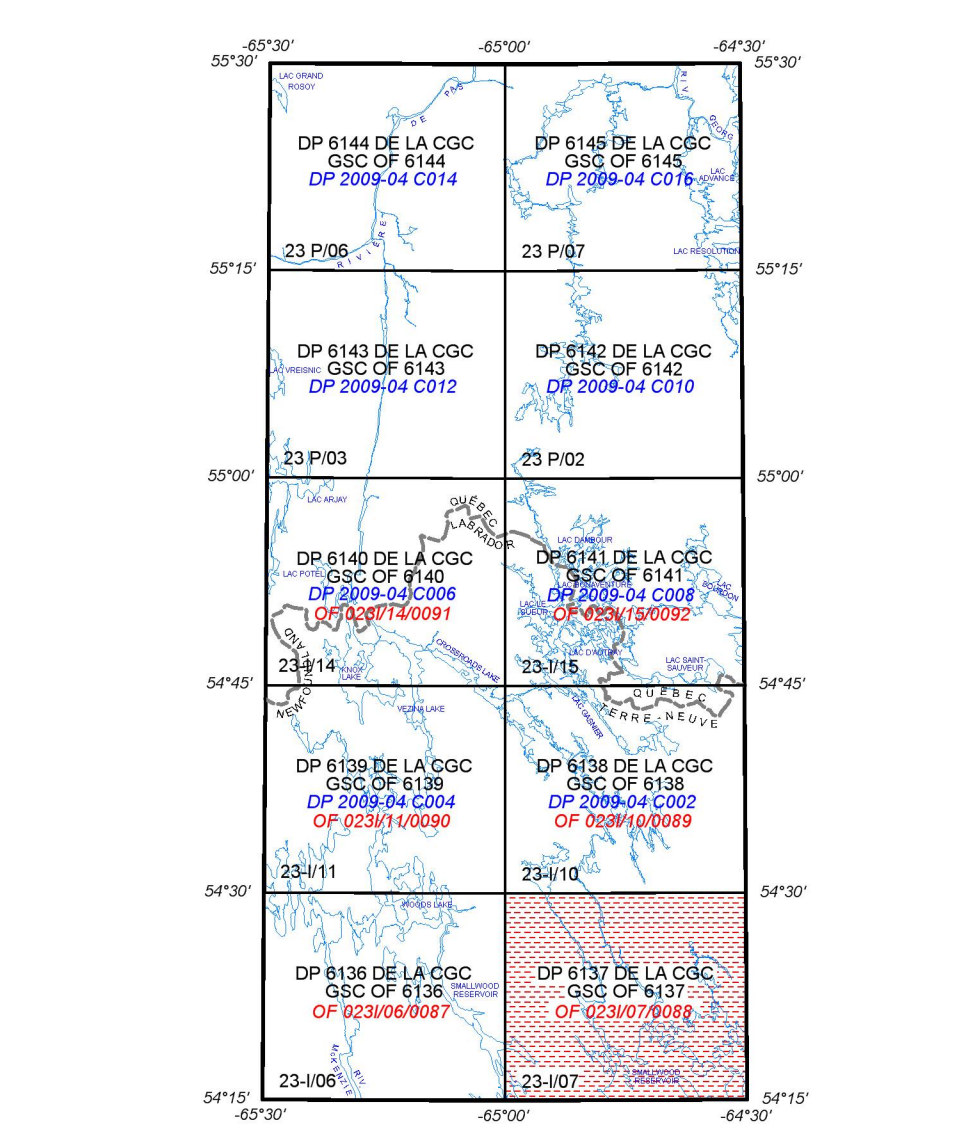 -65°30'
-65°00'
-64°30'
55°30'
55°30'
LAC GRAND
ROSOY
DE PAS
RIV
GEORG
DP 6144 DE LA CGC
GSC OF 6144
DP 2009-04 C014
DP 6145 DE LA CGC
GSC OF 6145
DP 2009-04 C016
LAC
ADVANCE
RIVIÈRE
23 P/06
23 P/07
LAC RESOLUTION
55°15'
55°15'
DP 6143 DE LA CGC
GSC OF 6143
DP 2009-04 C012
DP 6142 DE LA CGC
GSC OF 6142
DP 2009-04 C010
LAC VREISNIC
23 P/03
23 P/02
55°00'
55°00'
LAC ARJAY
QUÉBEC
LABRADOR
LAC DAMBOUR
DP 6140 DE LA CGC
GSC OF 6140
DP 2009-04 C006
OF 023I/14/0091
LAC POTEL
DP 6141 DE LA CGC
GSC OF 6141
DP 2009-04 C008
OF 023I/15/0092
LAC BONAVENTURE
LAC
BOURDON
LAC LE
SUEUR
LAC D'AUTRAY
LAC SAINT-
SAUVEUR
CROSSROADS LAKE
KNOX
LAKE
23-I/14
23-I/15
NEWFOUNDLAND
54°45'
54°45'
QUÉBEC
TERRE-NEUVE
VEZINA LAKE
LAC GASNIER
DP 6139 DE LA CGC
GSC OF 6139
DP 2009-04 C004
OF 023I/11/0090
DP 6138 DE LA CGC
GSC OF 6138
DP 2009-04 C002
OF 023I/10/0089
23-I/11
23-I/10
54°30'
54°30'
WOODS LAKE
DP 6136 DE LA CGC
GSC OF 6136
OF 023I/06/0087
SMALLWOOD
RESERVOIR
DP 6137 DE LA CGC
GSC OF 6137
OF 023I/07/0088
McKENZIE
RIV
SMALLWOOD
RESERVOIR
23-I/06
23-I/07
54°15'
54°15'
-65°30'
-65°00'
-64°30'